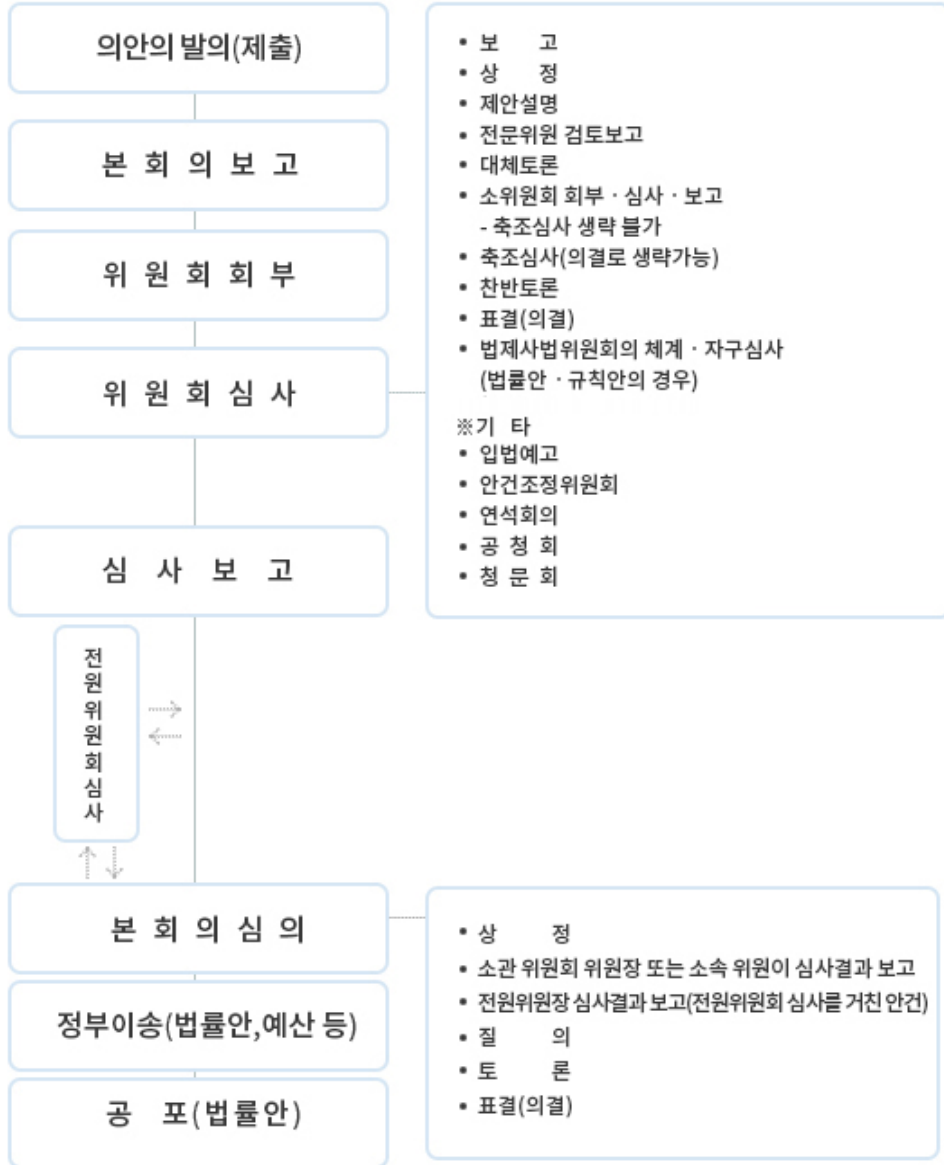 의안의 발의(제출)
본 회 의 보 고
위 원 회 회 부
위 원 회 심 사
• 보 고
• 상 정
• 제안설명
• 전문위원 검토보고
• 대체토론
• 소위원회 회부 · 심사 · 보고
- 축조심사 생략 불가
• 축조심사(의결로 생략가능)
• 찬반토론
• 표결(의결)
• 법제사법위원회의 체계 · 자구심사
(법률안 · 규칙안의 경우)
※기 타
• 입법예고
• 안건조정위원회
• 연석회의
• 공 청 회
• 청 문 회
심 사 보 고
전원위원회심사
본 회 의 심 의
• 상 정
• 소관 위원회 위원장 또는 소속 위원이 심사결과 보고
• 전원위원장 심사결과 보고(전원위원회 심사를 거친 안건)
• 질 의
• 토 론
• 표결(의결)
정부이송(법률안,예산 등)
공 포(법률안)